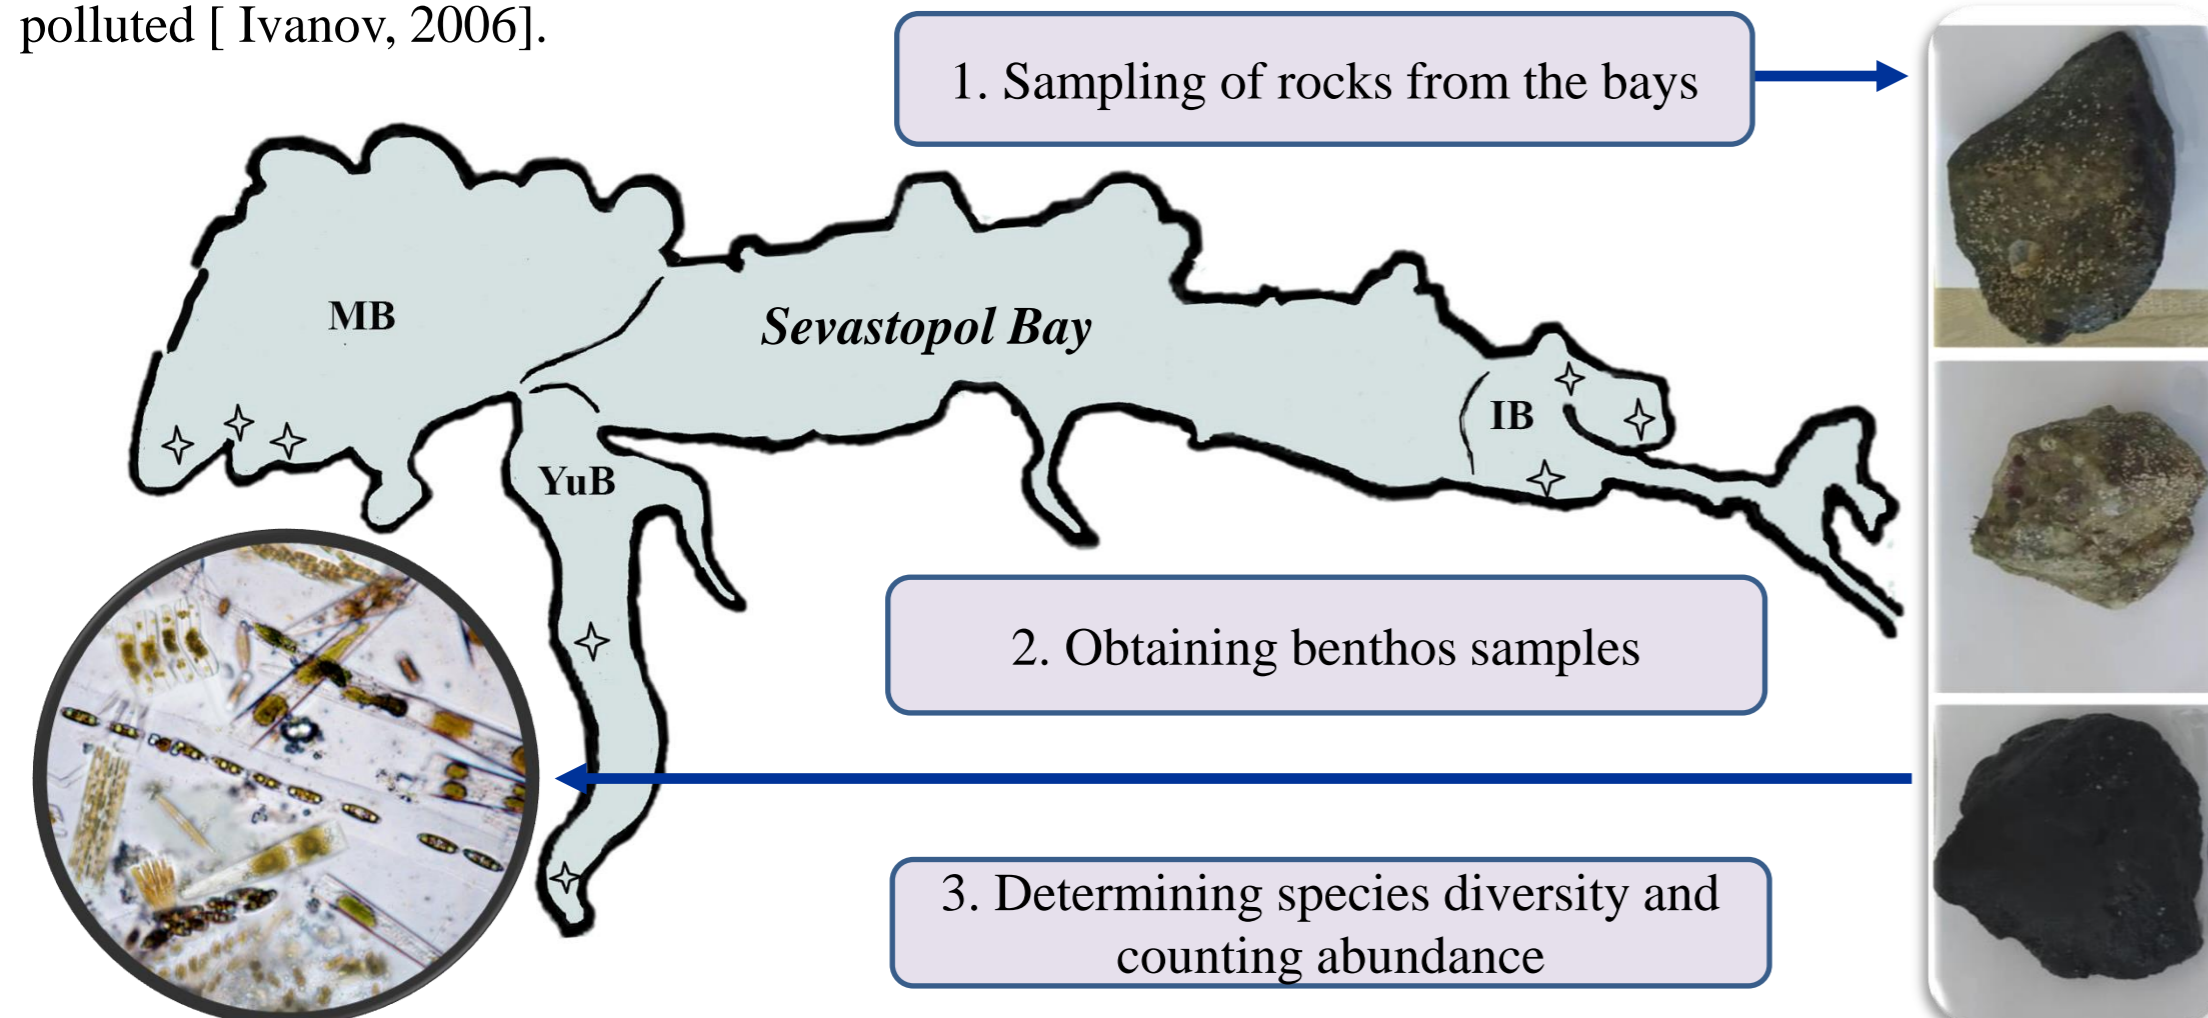 polluted [ Ivanov, 2006].
1. Sampling of rocks from the bays
MB
Sevastopol Bay
IB
YuB
2. Obtaining benthos samples
3. Determining species diversity and
counting abundance